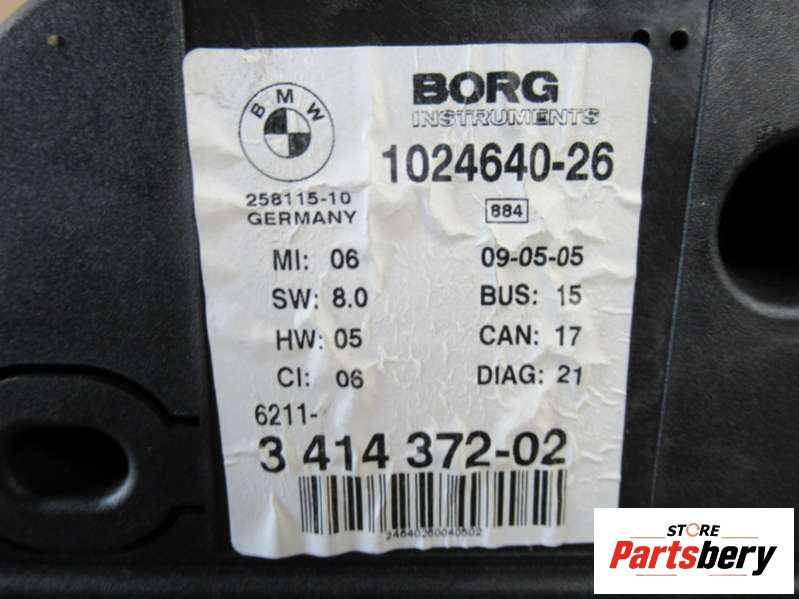 BMW
BORG
INSTRUMENTS
1024640-26
258115-10
GERMANY
884
MI: 06
09-05-05
SW: 8.0
BUS: 15
HW: 05
CAN: 17
CI: 06
DIAG: 21
6211-
3 414 372-02
24640260040502
STORE
Partsbery